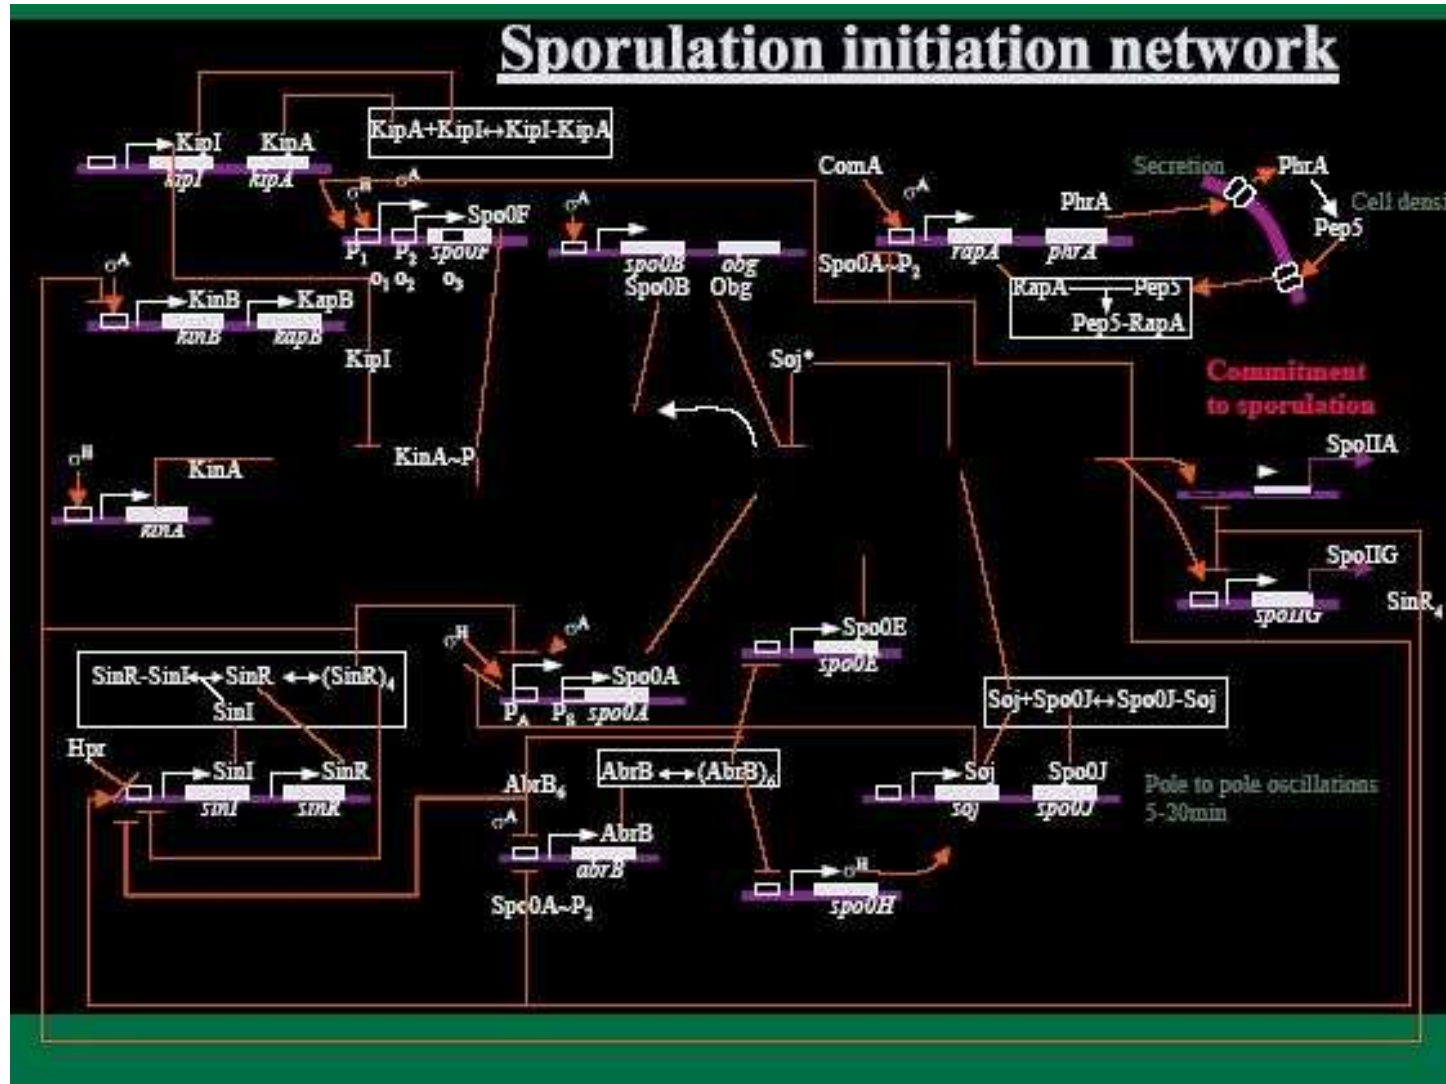 Sporulation initiation network
KipI KipA
kipI kipA
KipA+KipI↔KipI-KipA
σH σA
Spo0F
P1 P2 spo0F
o1 o2 o3
σA
spo0B obg
Spo0B Obg
ComA
σA
PhrA
rapA phrA
Spo0A~P2
Secretion
PhrA
Pep5
RapA Pep5
Pep5-RapA
σA
KinB KapB
kinB kapB
KipI
Soj*
Commitment
to sporulation
KinA~P
σH
KinA
kinA
SpoIIA
SpoIIG
spoIIG
SinR4
σH σA
Spo0A
PA PS spo0A
Spo0E
spo0E
SinR-SinI↔SinR↔(SinR)4
SinI
Hpr
SinI SinR
sinI sinR
Soj+Spo0J↔Spo0J-Soj
Soj Spo0J
soj spo0J
Pole to pole oscillations
5-20min
AbrB↔(AbrB)6
AbrB6
σA
AbrB
abrB
Spo0A~P2
σH
spo0H